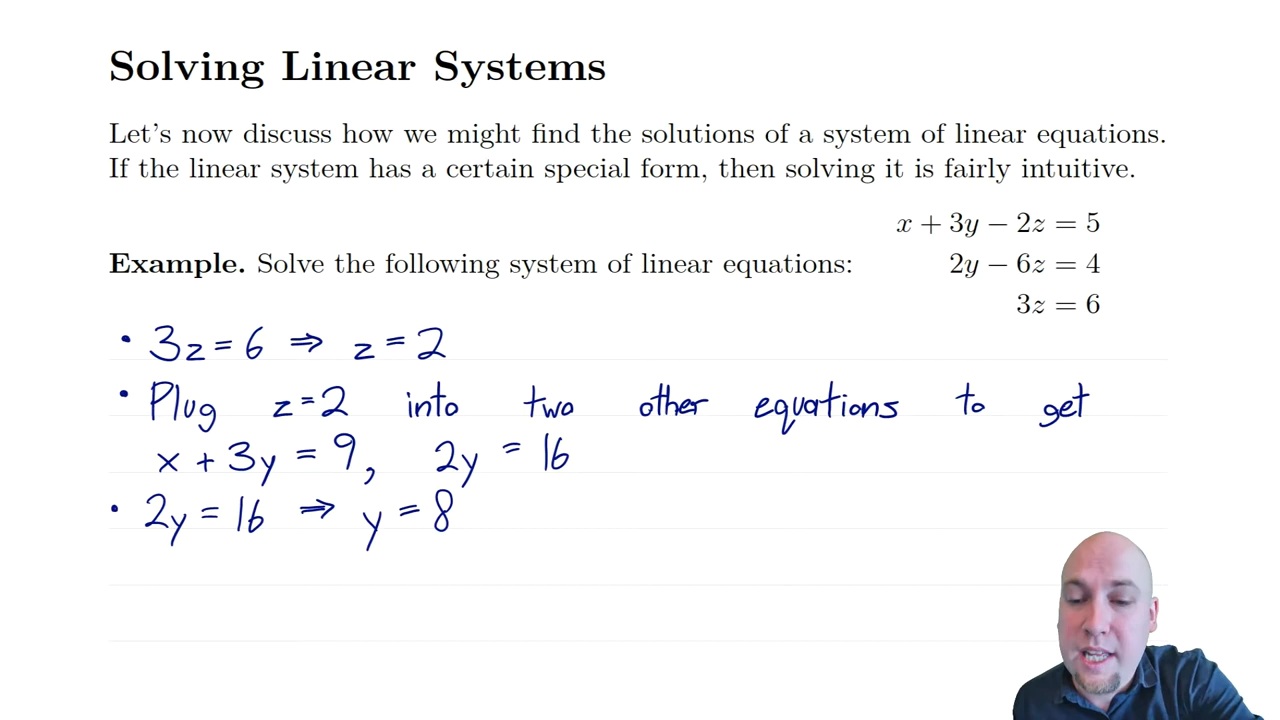 Solving Linear Systems
Let's now discuss how we might find the solutions of a system of linear equations.
If the linear system has a certain special form, then solving it is fairly intuitive.
x + 3y − 2z = 5
Example. Solve the following system of linear equations: 2y − 6z = 4
3z = 6
• 3z = 6 ⇒ z = 2
• Plug z = 2 into two other equations to get
x + 3y = 9, 2y = 16
• 2y = 16 ⇒ y = 8